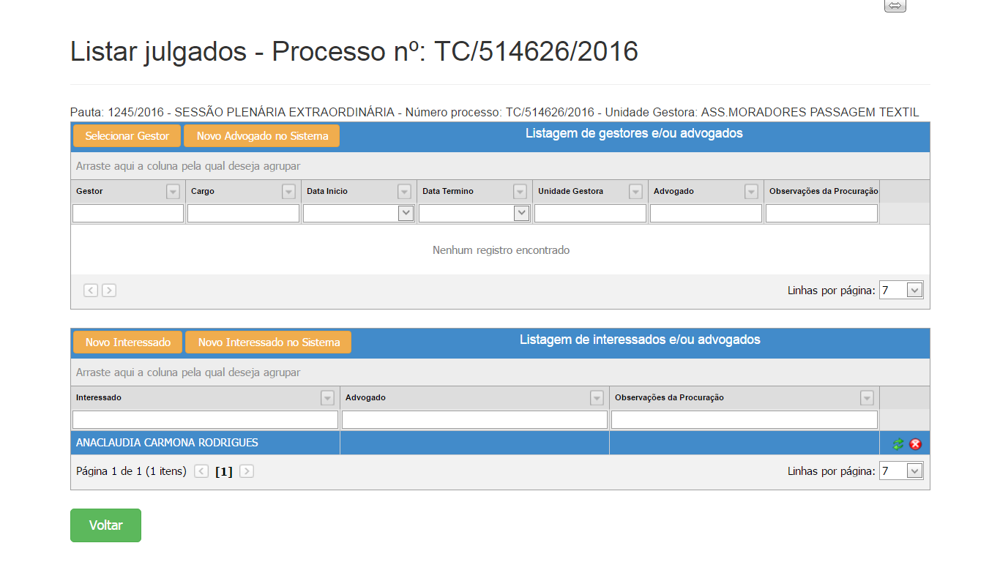 Listar julgados - Processo nº: TC/514626/2016
Pauta: 1245/2016 - SESSÃO PLENÁRIA EXTRAORDINÁRIA - Número processo: TC/514626/2016 - Unidade Gestora: ASS.MORADORES PASSAGEM TEXTIL
Selecionar Gestor Novo Advogado no Sistema Listagem de gestores e/ou advogados
Arraste aqui a coluna pela qual deseja agrupar
Gestor Cargo Data Inicio Data Termino Unidade Gestora Advogado Observações da Procuração
Nenhum registro encontrado
Linhas por página: 7
Novo Interessado Novo Interessado no Sistema Listagem de interessados e/ou advogados
Arraste aqui a coluna pela qual deseja agrupar
Interessado Advogado Observações da Procuração
ANACLAUDIA CARMONA RODRIGUES
Página 1 de 1 (1 itens) [1] Linhas por página: 7
Voltar